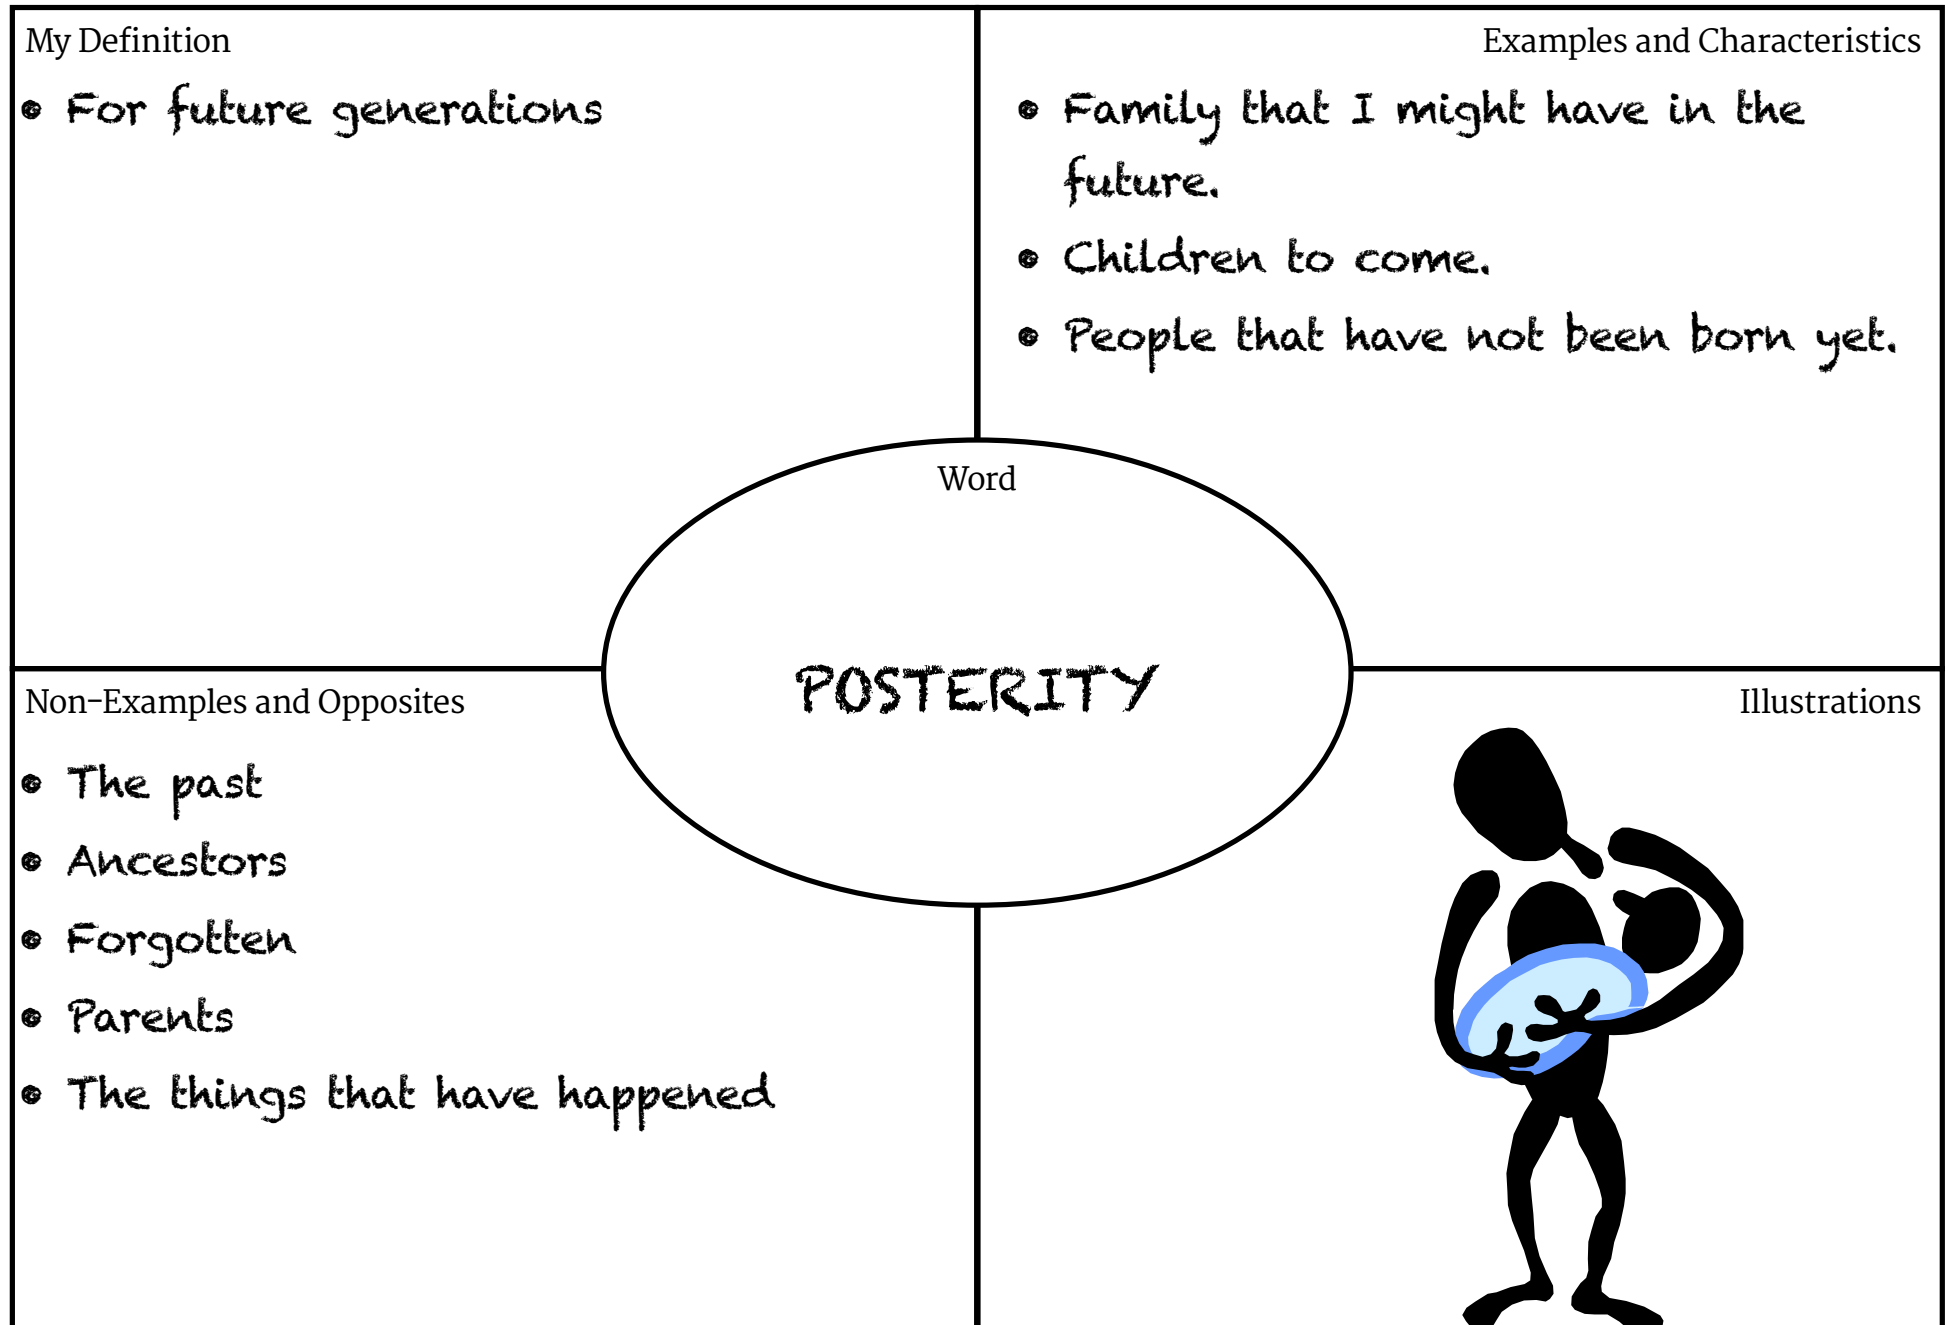 My Definition
• For future generations
Examples and Characteristics
• Family that I might have in the
future.
• Children to come.
• People that have not been born yet.
Word
POSTERITY
Non-Examples and Opposites
• The past
• Ancestors
• Forgotten
• Parents
• The things that have happened
Illustrations